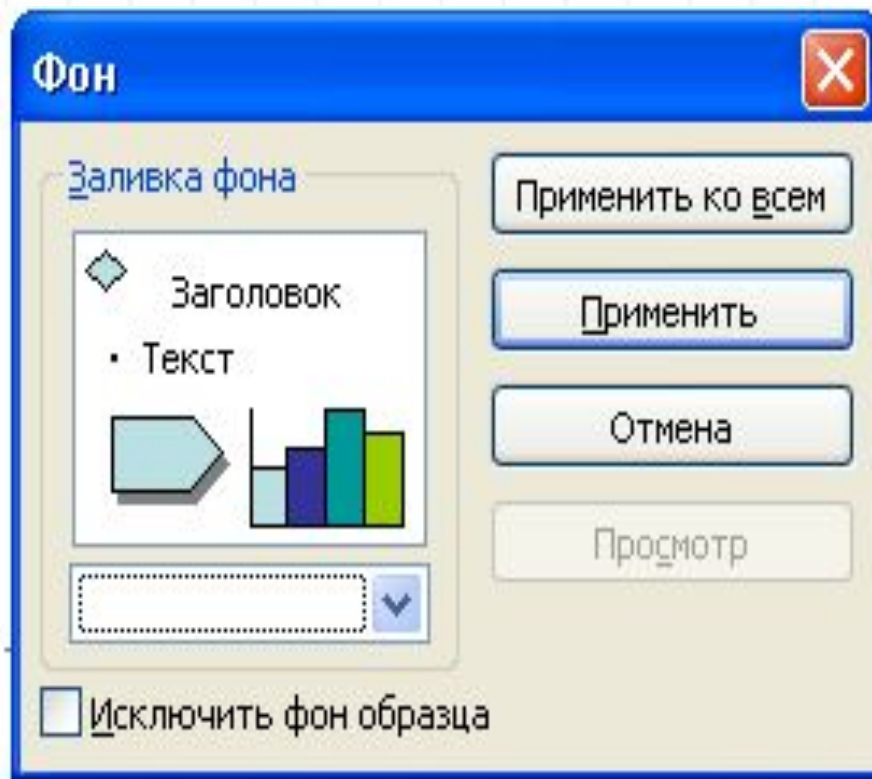 Фон
Заливка фона
Заголовок
• Текст
Применить ко всем
Применить
Отмена
Просмотр
Исключить фон образца